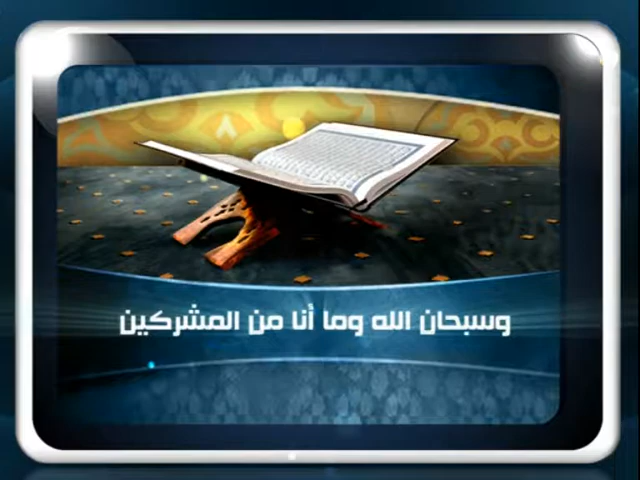 وسبحان الله وما أنا من المشركين